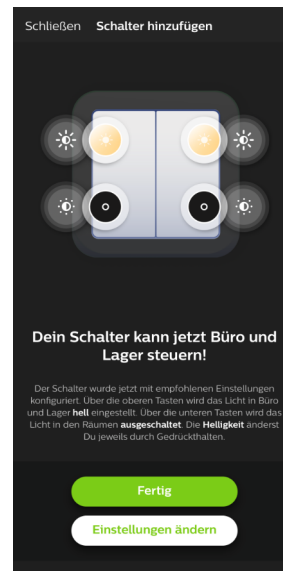 Schließen Schalter hinzufügen
Dein Schalter kann jetzt Büro und
Lager steuern!
Der Schalter wurde jetzt mit empfohlenen Einstellungen
konfiguriert. Über die oberen Tasten wird das Licht in Büro
und Lager hell eingestellt. Über die unteren Tasten wird das
Licht in den Räumen ausgeschaltet. Die Helligkeit änderst
Du jeweils durch Gedrückthalten.
Fertig
Einstellungen ändern